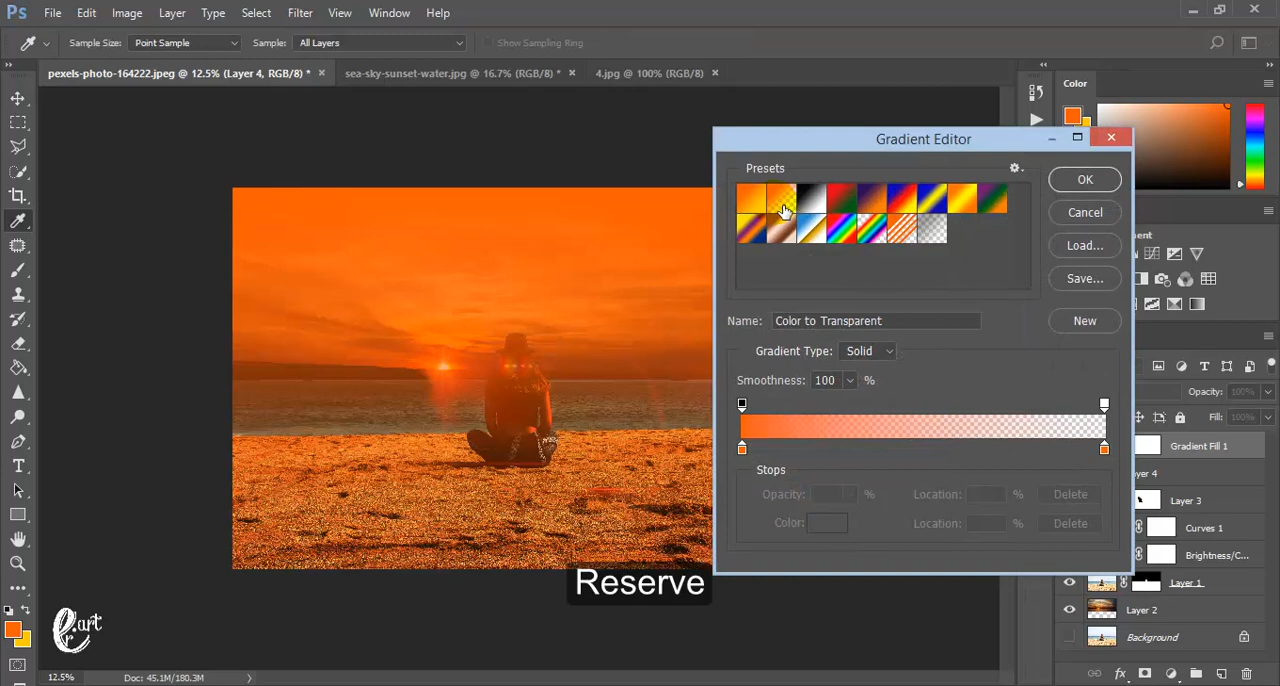 Ps File Edit Image Layer Type Select Filter View Window Help
Sample Size: Point Sample Sample: All Layers Show Sampling Ring
pexels-photo-164222.jpeg @ 12.5% (Layer 4, RGB/8) * × sea-sky-sunset-water.jpg @ 16.7% (RGB/8) * × 4.jpg @ 100% (RGB/8) ×
Color
Gradient Editor
Presets
OK
Cancel
Load...
Save...
Name: Color to Transparent New
Gradient Type: Solid
Smoothness: 100 %
Stops
Opacity: % Location: % Delete
Color: Location: % Delete
Opacity: 100%
Fill: 100%
Gradient Fill 1
Layer 3
Curves 1
Brightness/C...
Layer 1
Layer 2
Background
Reserve
12.5% Doc: 45.1M/180.3M